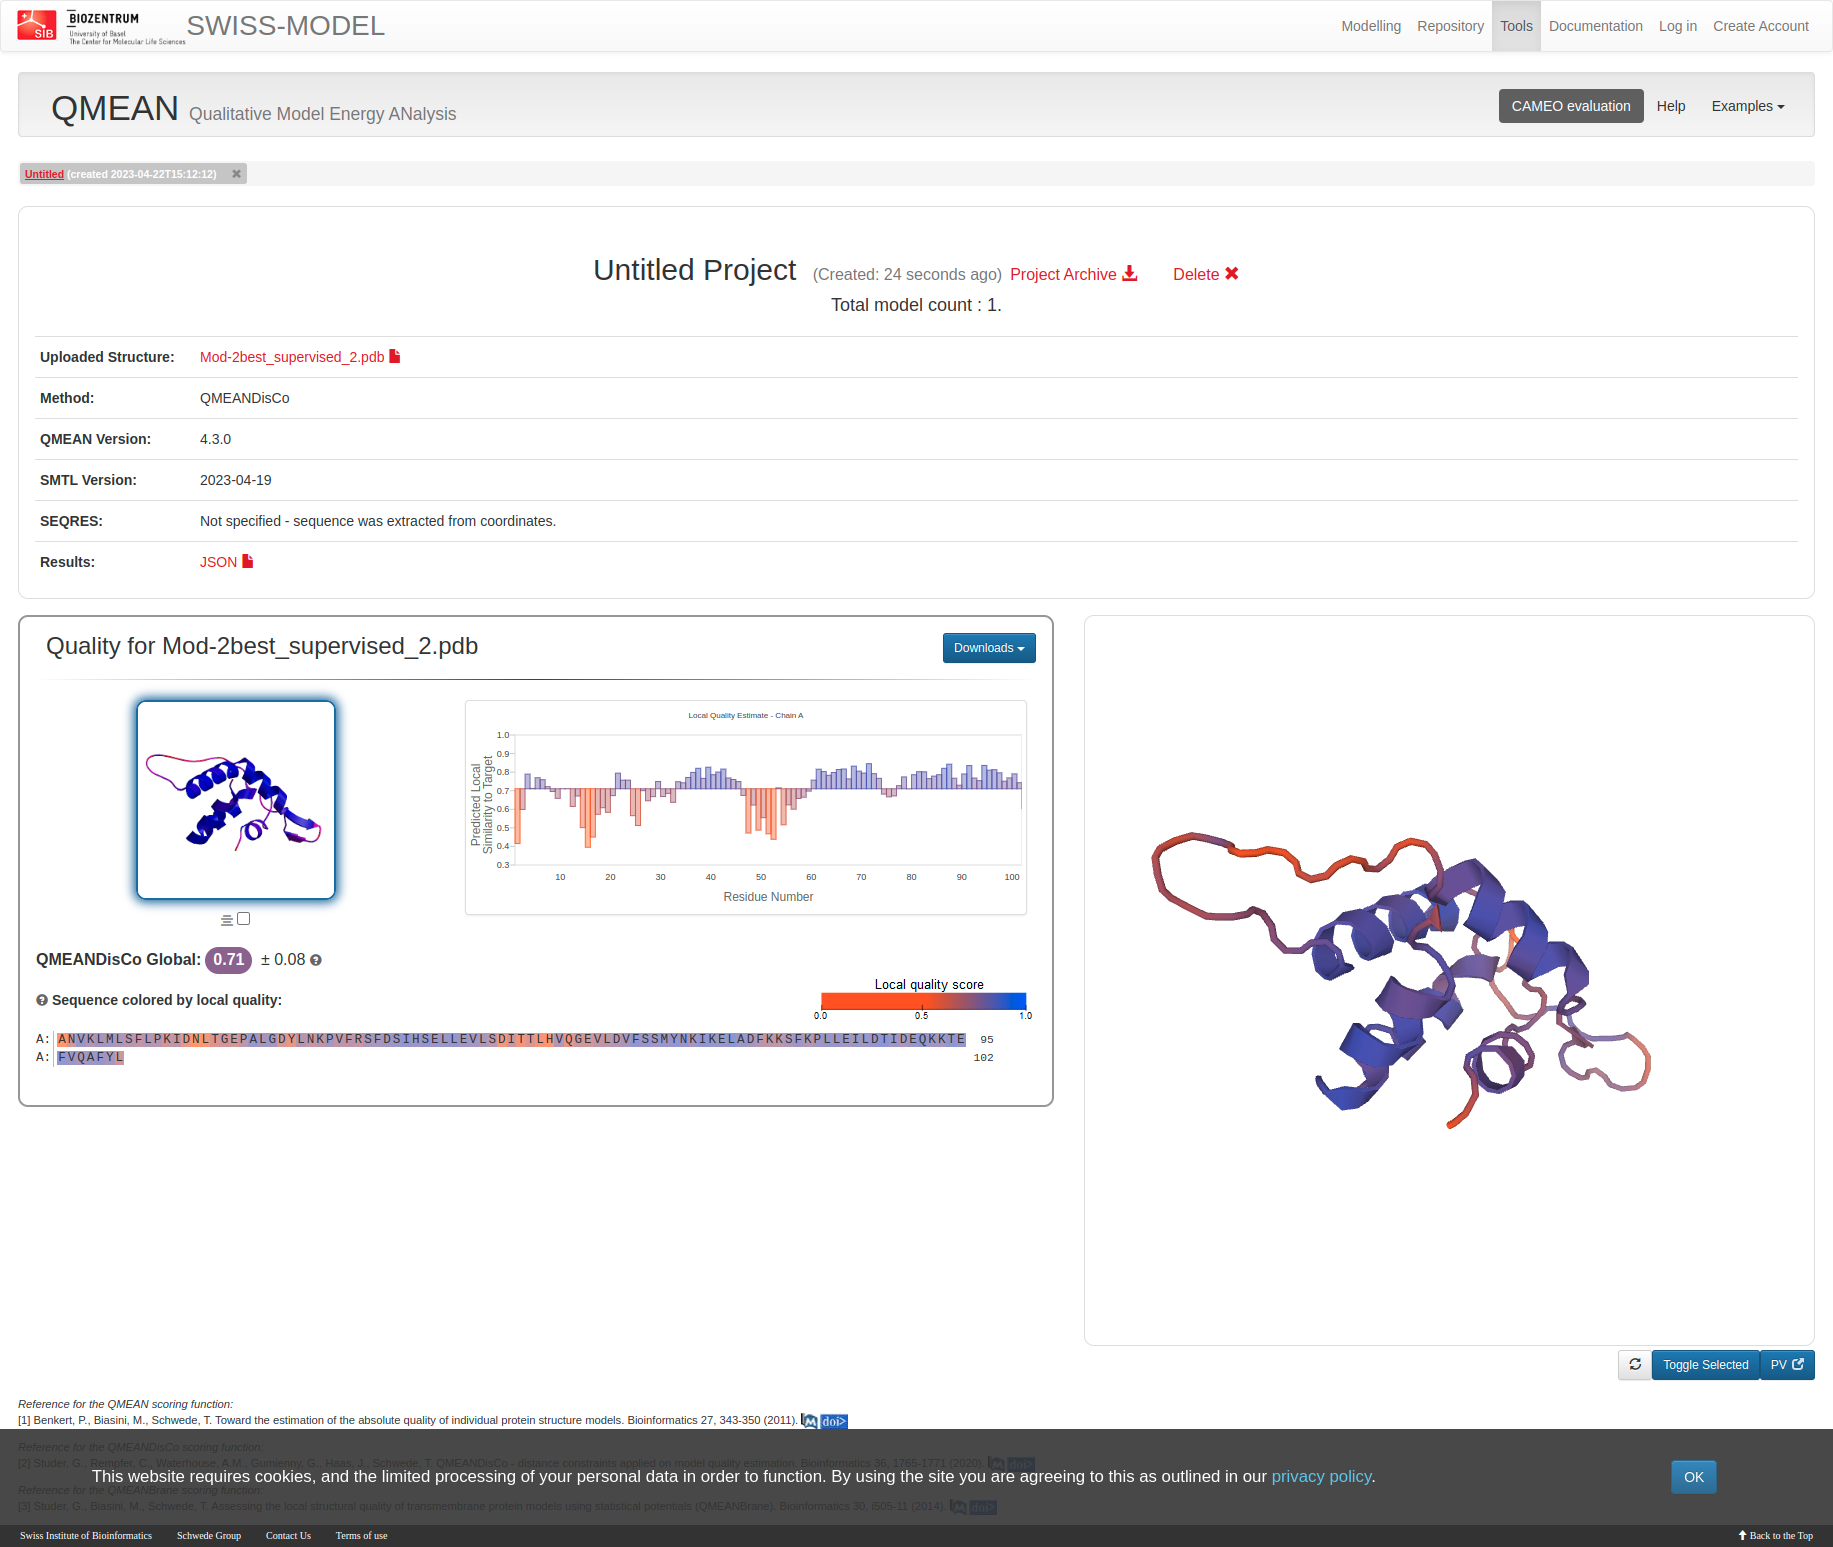 SIB
BIOZENTRUM
University of Basel
The Center for Molecular Life Sciences
SWISS-MODEL
Modelling Repository Tools Documentation Log in Create Account
QMEAN Qualitative Model Energy ANalysis
CAMEO evaluation Help Examples
Untitled (created 2023-04-22T15:12:12) ✖
Untitled Project (Created: 24 seconds ago) Project Archive Delete ✖
Total model count : 1.
Uploaded Structure: Mod-2best_supervised_2.pdb
Method: QMEANDisCo
QMEAN Version: 4.3.0
SMTL Version: 2023-04-19
SEQRES: Not specified - sequence was extracted from coordinates.
Results: JSON
Quality for Mod-2best_supervised_2.pdb
Downloads
Local Quality Estimate - Chain A
Predicted Local
Similarity to Target
1.0
0.9
0.8
0.7
0.6
0.5
0.4
0.3
10 20 30 40 50 60 70 80 90 100
Residue Number
QMEANDisCo Global: 0.71 ± 0.08
Sequence colored by local quality:
Local quality score
0.0 0.5 1.0
A: ANVKLMLSFLPKIDNLTGEPALGDYLNKPVFRSFDSIHSELLEVLSDITTLHVQGEVLDVFSSMYNKIKELADFKKSFKPLLEILDTIDEQKKTE 95
A: FVQAFYL 102
Toggle Selected PV
Reference for the QMEAN scoring function:
[1] Benkert, P., Biasini, M., Schwede, T. Toward the estimation of the absolute quality of individual protein structure models. Bioinformatics 27, 343-350 (2011). M doi>
Reference for the QMEANDisCo scoring function:
[2] Studer, G., Rempfer, C., Waterhouse, A.M., Gumienny, G., Haas, J., Schwede, T. QMEANDisCo - distance constraints applied on model quality estimation. Bioinformatics 36, 1765-1771 (2020). M doi>
This website requires cookies, and the limited processing of your personal data in order to function. By using the site you are agreeing to this as outlined in our privacy policy. OK
Reference for the QMEANBrane scoring function:
[3] Studer, G., Biasini, M., Schwede, T. Assessing the local structural quality of transmembrane protein models using statistical potentials (QMEANBrane). Bioinformatics 30, i505-11 (2014). M doi>
Swiss Institute of Bioinformatics Schwede Group Contact Us Terms of use Back to the Top